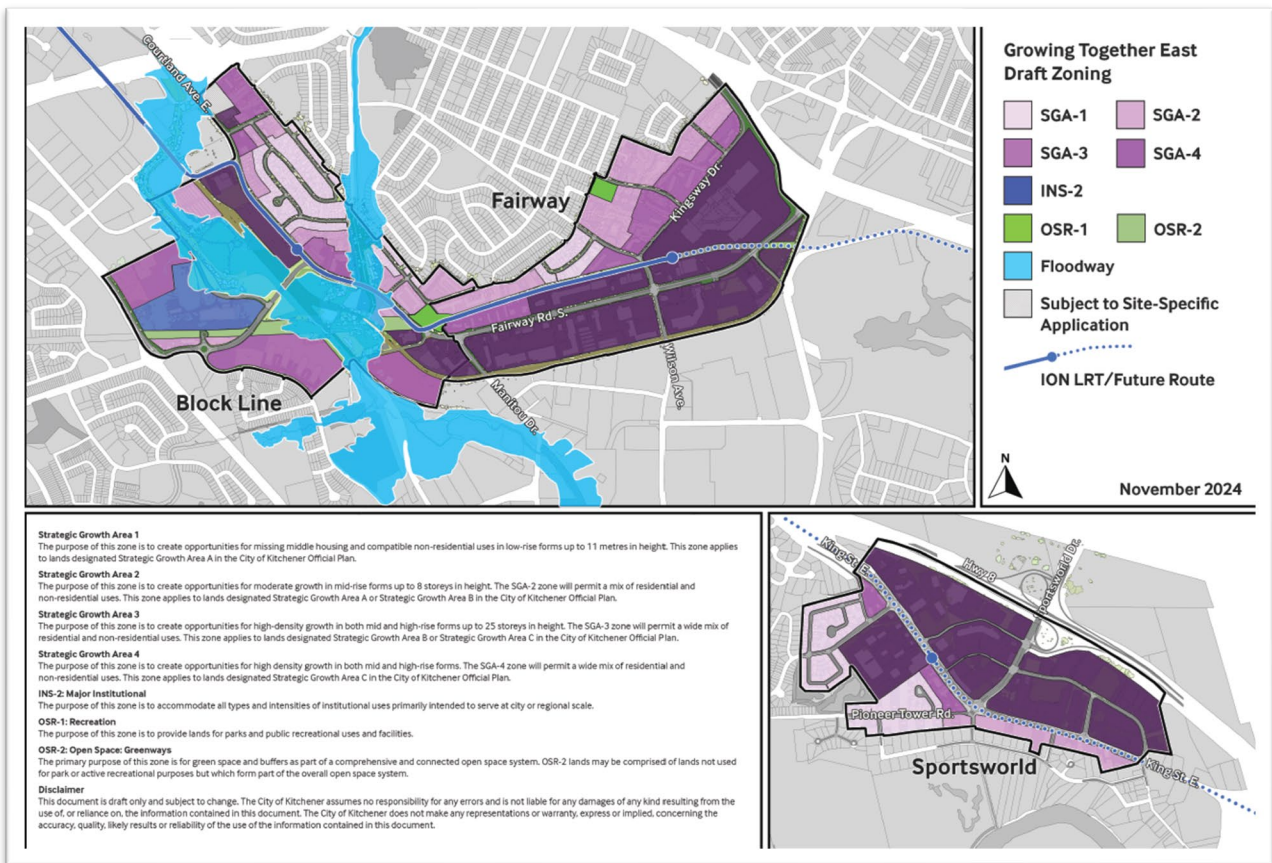 Courtland Ave. E.
Fairway
Kingsway Dr.
Fairway Rd. S.
Wilson Ave.
Manitou Dr.
Block Line
Growing Together East
Draft Zoning
SGA-1
SGA-2
SGA-3
SGA-4
INS-2
OSR-1
OSR-2
Floodway
Subject to Site-Specific
Application
ION LRT/Future Route
N
November 2024
Strategic Growth Area 1
The purpose of this zone is to create opportunities for missing middle housing and compatible non-residential uses in low-rise forms up to 11 metres in height. This zone applies
to lands designated Strategic Growth Area A in the City of Kitchener Official Plan.
Strategic Growth Area 2
The purpose of this zone is to create opportunities for moderate growth in mid-rise forms up to 8 storeys in height. The SGA-2 zone will permit a mix of residential and
non-residential uses. This zone applies to lands designated Strategic Growth Area A or Strategic Growth Area B in the City of Kitchener Official Plan.
Strategic Growth Area 3
The purpose of this zone is to create opportunities for high-density growth in both mid and high-rise forms up to 25 storeys in height. The SGA-3 zone will permit a wide mix of
residential and non-residential uses. This zone applies to lands designated Strategic Growth Area B or Strategic Growth Area C in the City of Kitchener Official Plan.
Strategic Growth Area 4
The purpose of this zone is to create opportunities for high density growth in both mid and high-rise forms. The SGA-4 zone will permit a wide mix of residential and
non-residential uses. This zone applies to lands designated Strategic Growth Area C in the City of Kitchener Official Plan.
INS-2: Major Institutional
The purpose of this zone is to accommodate all types and intensities of institutional uses primarily intended to serve at city or regional scale.
OSR-1: Recreation
The purpose of this zone is to provide lands for parks and public recreational uses and facilities.
OSR-2: Open Space: Greenways
The primary purpose of this zone is for green space and buffers as part of a comprehensive and connected open space system. OSR-2 lands may be comprised of lands not used
for park or active recreational purposes but which form part of the overall open space system.
Disclaimer
This document is draft only and subject to change. The City of Kitchener assumes no responsibility for any errors and is not liable for any damages of any kind resulting from the
use of, or reliance on, the information contained in this document. The City of Kitchener does not make any representations or warranty, express or implied, concerning the
accuracy, quality, likely results or reliability of the use of the information contained in this document.
King St. E.
Hwy 8
Sportsworld Dr.
Pioneer Tower Rd.
Sportsworld
King St. E.